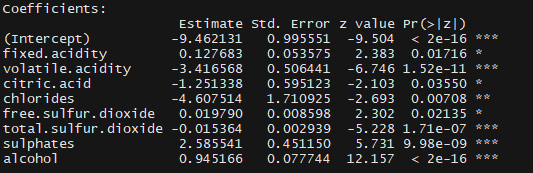 Coefficients:
                      Estimate Std. Error z value Pr(>|z|)
(Intercept)          -9.462131   0.995551  -9.504  < 2e-16 ***
fixed.acidity         0.127683   0.053575   2.383  0.01716 *
volatile.acidity     -3.416568   0.506441  -6.746 1.52e-11 ***
citric.acid          -1.251338   0.595123  -2.103  0.03550 *
chlorides            -4.607514   1.710925  -2.693  0.00708 **
free.sulfur.dioxide   0.019790   0.008598   2.302  0.02135 *
total.sulfur.dioxide -0.015364   0.002939  -5.228 1.71e-07 ***
sulphates             2.585541   0.451150   5.731 9.98e-09 ***
alcohol               0.945166   0.077744  12.157  < 2e-16 ***